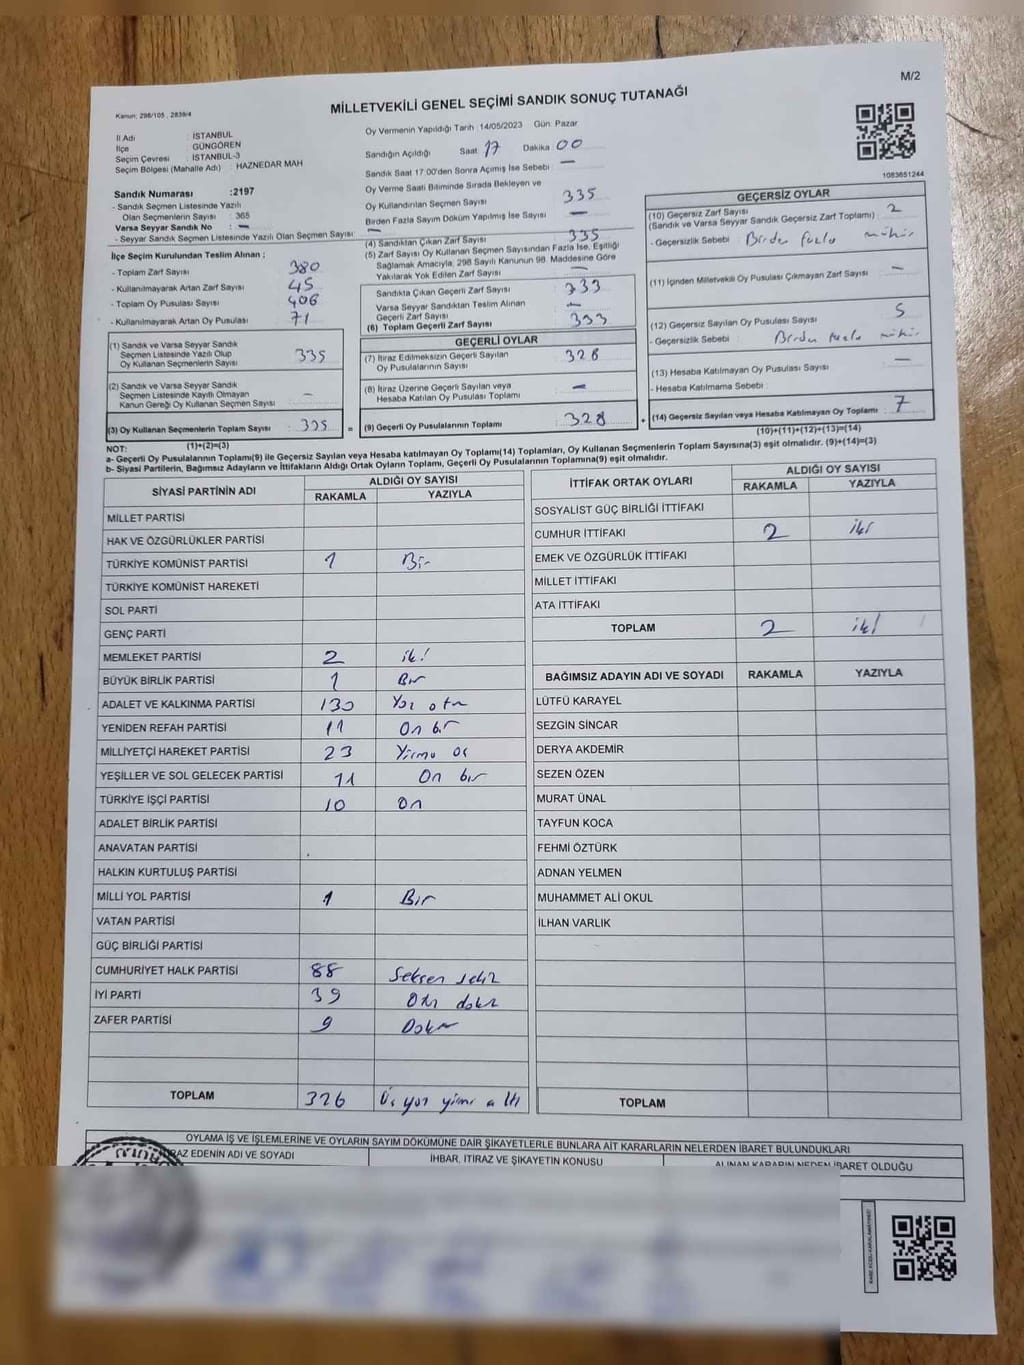 M/2
MİLLETVEKİLİ GENEL SEÇİMİ SANDIK SONUÇ TUTANAĞI
Kanun: 298/105 , 2839/4
İl Adı : İSTANBUL
İlçe : GÜNGÖREN
Seçim Çevresi : İSTANBUL-3
Seçim Bölgesi (Mahalle Adı) : HAZNEDAR MAH
Sandık Numarası :2197
- Sandık Seçmen Listesinde Yazılı
Olan Seçmenlerin Sayısı : 365
Varsa Seyyar Sandık No : –
- Seyyar Sandık Seçmen Listesinde Yazılı Olan Seçmen Sayısı: –
İlçe Seçim Kurulundan Teslim Alınan ;
- Toplam Zarf Sayısı : 380
- Kullanılmayarak Artan Zarf Sayısı : 45
- Toplam Oy Pusulası Sayısı : 406
- Kullanılmayarak Artan Oy Pusulası : 71
Oy Vermenin Yapıldığı Tarih :14/05/2023 Gün: Pazar
Sandığın Açıldığı Saat 17 Dakika 00
Sandık Saat 17:00'den Sonra Açılmış İse Sebebi : –
Oy Verme Saati Bitiminde Sırada Bekleyen ve
Oy Kullandırılan Seçmen Sayısı : 335
Birden Fazla Sayım Döküm Yapılmış İse Sayısı : –
(4) Sandıktan Çıkan Zarf Sayısı : 335
(5) Zarf Sayısı Oy Kullanan Seçmen Sayısından Fazla İse, Eşitliği
Sağlamak Amacıyla, 298 Sayılı Kanunun 98. Maddesine Göre
Yakılarak Yok Edilen Zarf Sayısı : –
Sandıkta Çıkan Geçerli Zarf Sayısı : 333
Varsa Seyyar Sandıktan Teslim Alınan
Geçerli Zarf Sayısı : –
(6) Toplam Geçerli Zarf Sayısı : 333
1083651244
GEÇERSİZ OYLAR
(10) Geçersiz Zarf Sayısı : 2
(Sandık ve Varsa Seyyar Sandık Geçersiz Zarf Toplamı)
- Geçersizlik Sebebi : Birden fazla mühür
(11) İçinden Milletvekili Oy Pusulası Çıkmayan Zarf Sayısı : –
(12) Geçersiz Sayılan Oy Pusulası Sayısı : 5
- Geçersizlik Sebebi : Birden fazla mühür
(13) Hesaba Katılmayan Oy Pusulası Sayısı : –
- Hesaba Katılmama Sebebi
(14) Geçersiz Sayılan veya Hesaba Katılmayan Oy Toplamı : 7
(10)+(11)+(12)+(13)=(14)
(1) Sandık ve Varsa Seyyar Sandık
Seçmen Listesinde Yazılı Olup
Oy Kullanan Seçmenlerin Sayısı : 335
(2) Sandık ve Varsa Seyyar Sandık
Seçmen Listesinde Kayıtlı Olmayan
Kanun Gereği Oy Kullanan Seçmen Sayısı : –
(3) Oy Kullanan Seçmenlerin Toplam Sayısı : 335 =
(1)+(2)=(3)
GEÇERLİ OYLAR
(7) İtiraz Edilmeksizin Geçerli Sayılan
Oy Pusulalarının Sayısı : 328
(8) İtiraz Üzerine Geçerli Sayılan veya
Hesaba Katılan Oy Pusulası Toplamı : –
(9) Geçerli Oy Pusulalarının Toplamı : 328 +
NOT:
a- Geçerli Oy Pusulalarının Toplamı(9) ile Geçersiz Sayılan veya Hesaba katılmayan Oy Toplamı(14) Toplamları, Oy Kullanan Seçmenlerin Toplam Sayısına(3) eşit olmalıdır. (9)+(14)=(3)
b- Siyasi Partilerin, Bağımsız Adayların ve İttifakların Aldığı Ortak Oyların Toplamı, Geçerli Oy Pusulalarının Toplamına(9) eşit olmalıdır.
SİYASİ PARTİNİN ADI ALDIĞI OY SAYISI
RAKAMLA YAZIYLA
MİLLET PARTİSİ
HAK VE ÖZGÜRLÜKLER PARTİSİ
TÜRKİYE KOMÜNİST PARTİSİ 1 Bir
TÜRKİYE KOMÜNİST HAREKETİ
SOL PARTİ
GENÇ PARTİ
MEMLEKET PARTİSİ 2 iki
BÜYÜK BİRLİK PARTİSİ 1 Bir
ADALET VE KALKINMA PARTİSİ 130 Yüz otuz
YENİDEN REFAH PARTİSİ 11 On bir
MİLLİYETÇİ HAREKET PARTİSİ 23 Yirmi üç
YEŞİLLER VE SOL GELECEK PARTİSİ 11 On bir
TÜRKİYE İŞÇİ PARTİSİ 10 On
ADALET BİRLİK PARTİSİ
ANAVATAN PARTİSİ
HALKIN KURTULUŞ PARTİSİ
MİLLİ YOL PARTİSİ 1 Bir
VATAN PARTİSİ
GÜÇ BİRLİĞİ PARTİSİ
CUMHURİYET HALK PARTİSİ 88 Seksen sekiz
İYİ PARTİ 39 Otuz dokuz
ZAFER PARTİSİ 9 Dokuz
TOPLAM 326 Üç yüz yirmi altı
İTTİFAK ORTAK OYLARI ALDIĞI OY SAYISI
RAKAMLA YAZIYLA
SOSYALİST GÜÇ BİRLİĞİ İTTİFAKI
CUMHUR İTTİFAKI 2 iki
EMEK VE ÖZGÜRLÜK İTTİFAKI
MİLLET İTTİFAKI
ATA İTTİFAKI
TOPLAM 2 iki
BAĞIMSIZ ADAYIN ADI VE SOYADI RAKAMLA YAZIYLA
LÜTFÜ KARAYEL
SEZGİN SİNCAR
DERYA AKDEMİR
SEZEN ÖZEN
MURAT ÜNAL
TAYFUN KOCA
FEHMİ ÖZTÜRK
ADNAN YELMEN
MUHAMMET ALİ OKUL
İLHAN VARLIK
TOPLAM
OYLAMA İŞ VE İŞLEMLERİNE VE OYLARIN SAYIM DÖKÜMÜNE DAİR ŞİKAYETLERLE BUNLARA AİT KARARLARIN NELERDEN İBARET BULUNDUKLARI
RAZ EDENİN ADI VE SOYADI İHBAR, İTİRAZ VE ŞİKAYETİN KONUSU ALINAN KARARIN NEDEN İBARET OLDUĞU